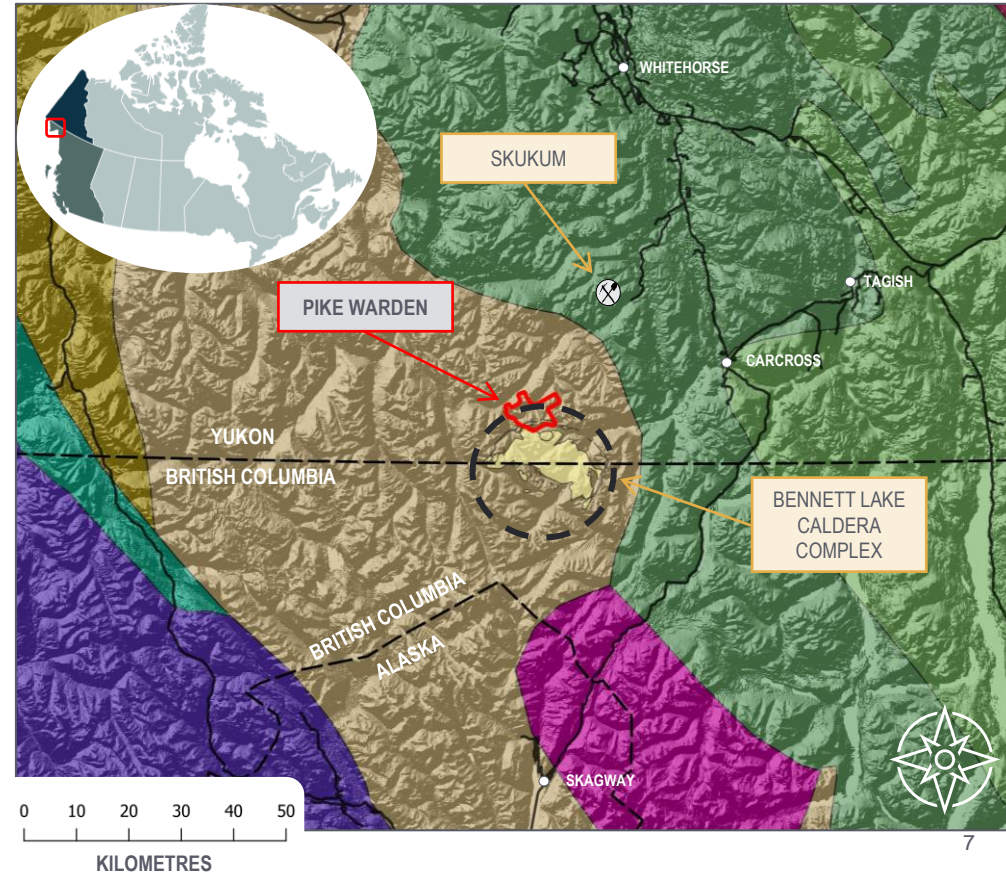 WHITEHORSE
SKUKUM
TAGISH
PIKE WARDEN
CARCROSS
YUKON
BRITISH COLUMBIA
BENNETT LAKE
CALDERA
COMPLEX
BRITISH COLUMBIA
ALASKA
SKAGWAY
0 10 20 30 40 50
KILOMETRES
7